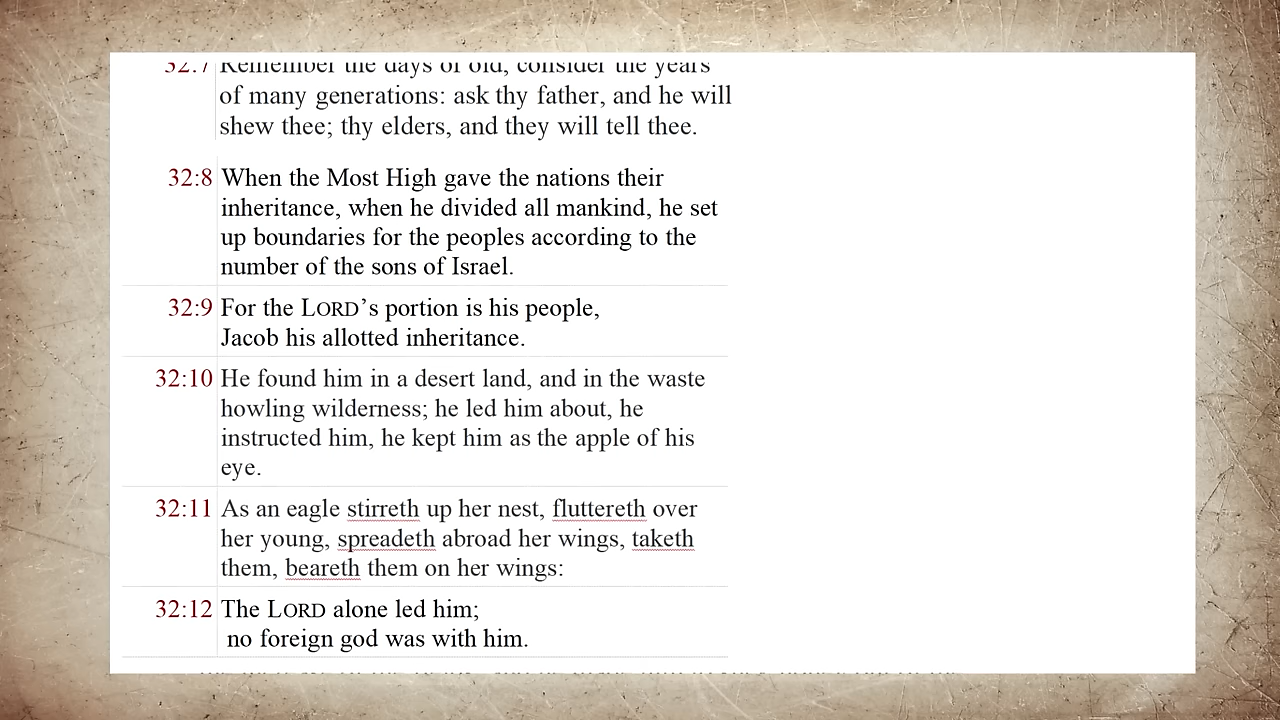 32:7 Remember the days of old, consider the years
of many generations: ask thy father, and he will
shew thee; thy elders, and they will tell thee.
32:8 When the Most High gave the nations their
inheritance, when he divided all mankind, he set
up boundaries for the peoples according to the
number of the sons of Israel.
32:9 For the LORD’s portion is his people,
Jacob his allotted inheritance.
32:10 He found him in a desert land, and in the waste
howling wilderness; he led him about, he
instructed him, he kept him as the apple of his
eye.
32:11 As an eagle stirreth up her nest, fluttereth over
her young, spreadeth abroad her wings, taketh
them, beareth them on her wings:
32:12 The LORD alone led him;
no foreign god was with him.